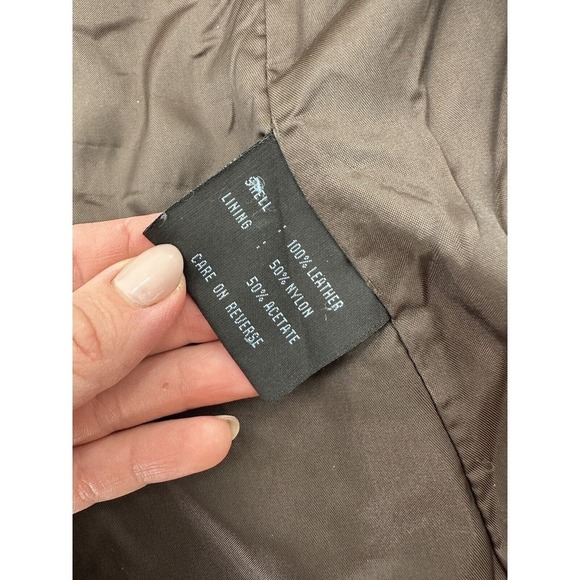 SHELL : 100% LEATHER
LINING : 50% NYLON
50% ACETATE
CARE ON REVERSE